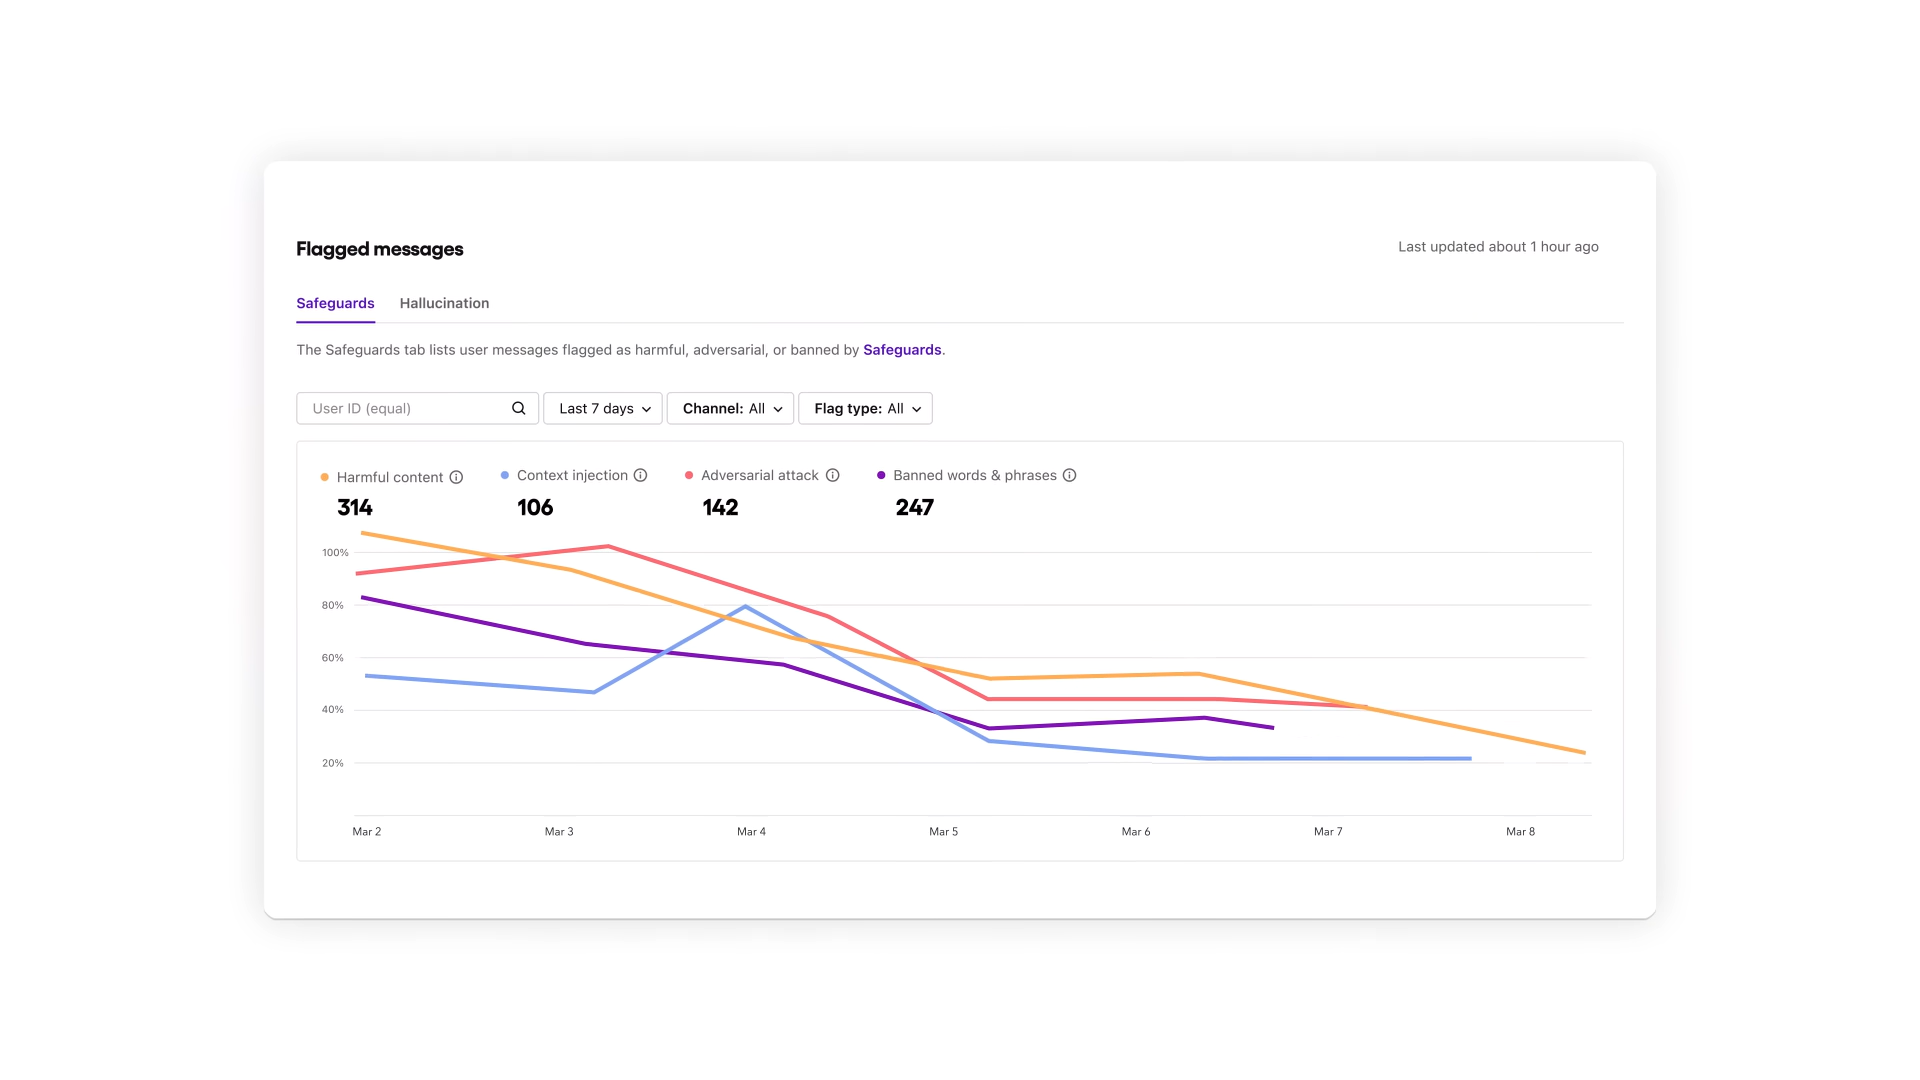 Flagged messages
Last updated about 1 hour ago
Safeguards
Hallucination
The Safeguards tab lists user messages flagged as harmful, adversarial, or banned by Safeguards.
User ID (equal)
Last 7 days
Channel: All
Flag type: All
Harmful content
314
Context injection
106
Adversarial attack
142
Banned words & phrases
247
100%
80%
60%
40%
20%
Mar 2
Mar 3
Mar 4
Mar 5
Mar 6
Mar 7
Mar 8